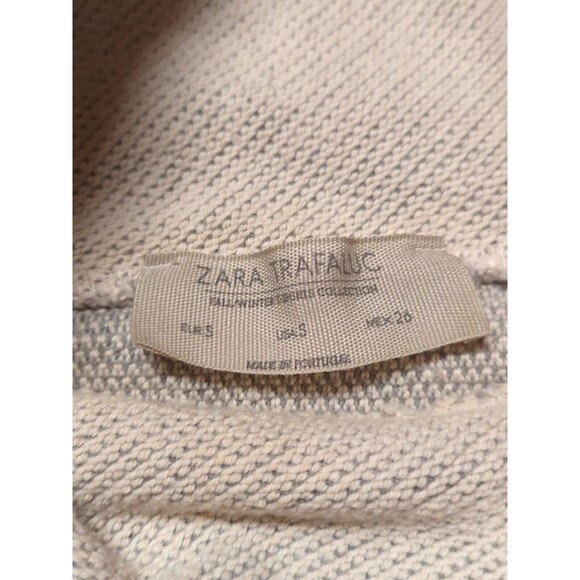 ZARA TRAFALUC
FALL/WINTER COLLECTION
EUR S USA S MEX 26
MADE IN PORTUGAL